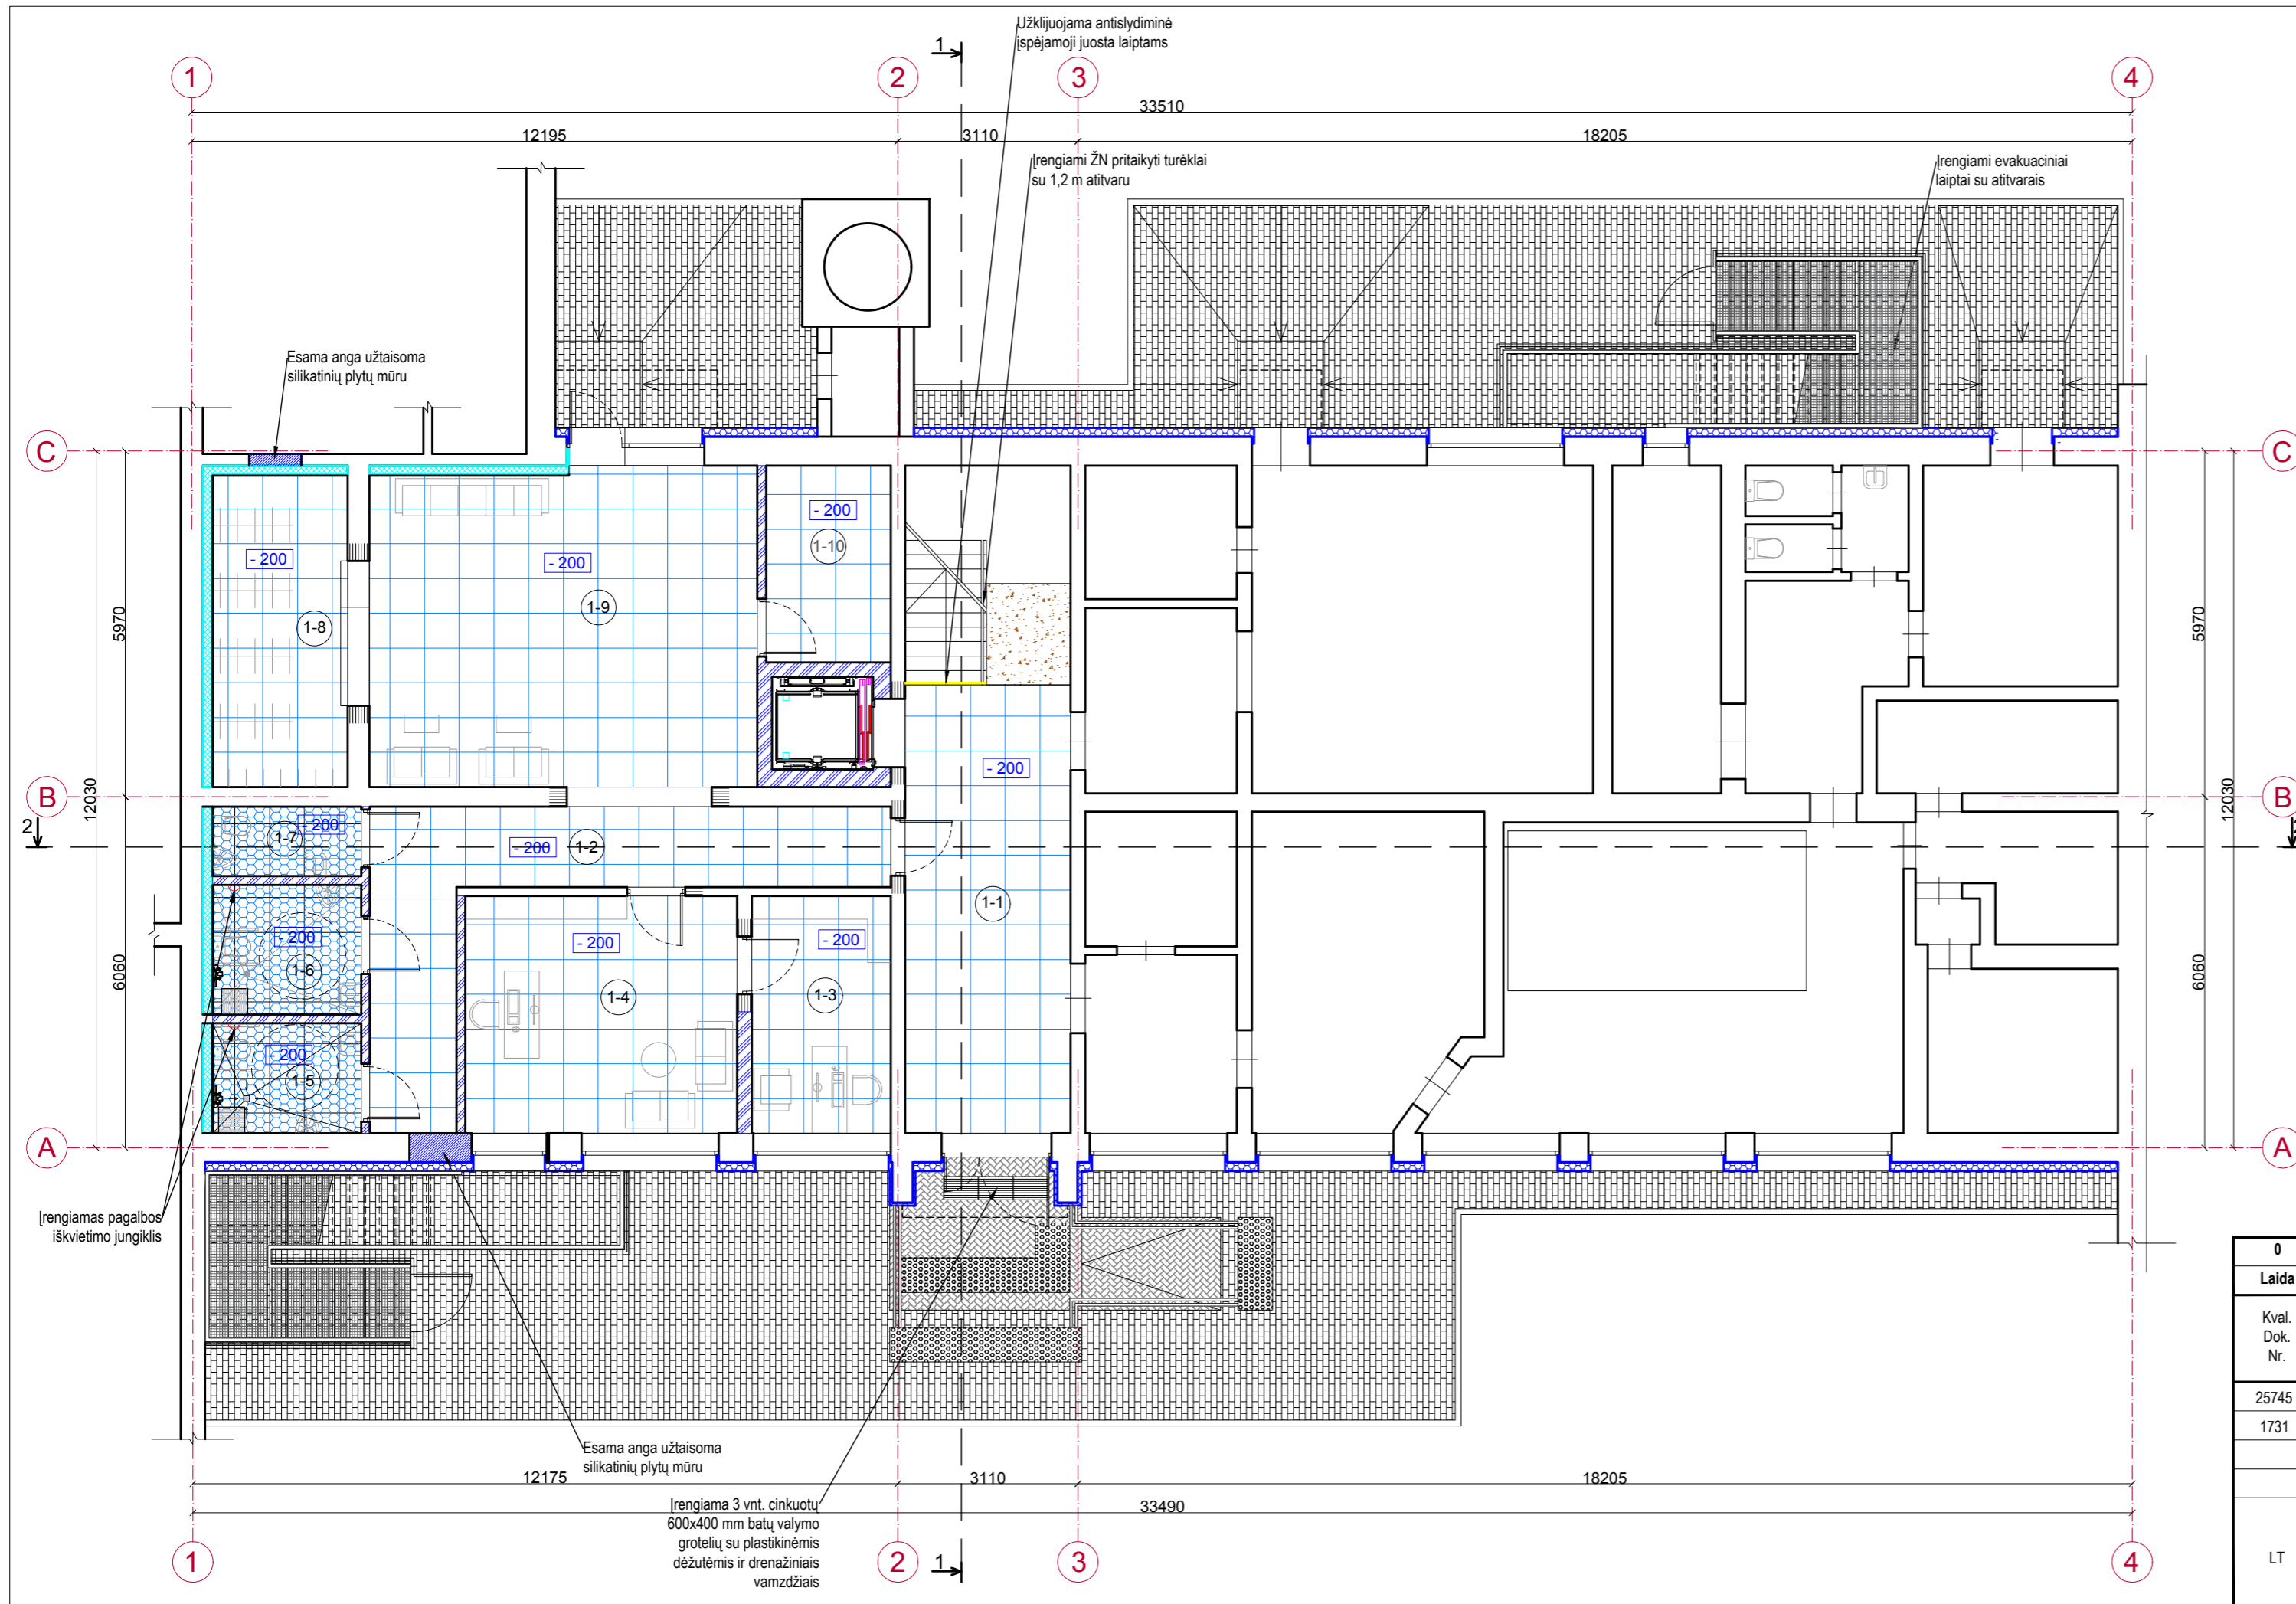 Užklijuojama antislydiminė
įspėjamoji juosta laiptams
1
1
2
3
4
33510
12195
3110
18205
Įrengiami ŽN pritaikyti turėklai
su 1,2 m atitvaru
Įrengiami evakuaciniai
laiptai su atitvarais
Esama anga užtaisoma
silikatinių plytų mūru
C
C
- 200
1-10
- 200
- 200
1-9
1-8
5970
5970
- 200
B
B
12030
12030
2
2
- 200
1-7
- 200
1-2
1-1
- 200
1-6
- 200
1-4
- 200
1-3
6060
6060
- 200
1-5
A
A
Įrengiamas pagalbos
iškvietimo jungiklis
Esama anga užtaisoma
silikatinių plytų mūru
12175
3110
18205
33490
Įrengiama 3 vnt. cinkuotų
600x400 mm batų valymo
grotelių su plastikinėmis
dėžutėmis ir drenažiniais
vamzdžiais
1
2
1
3
4
0
Laida
Kval.
Dok.
Nr.
25745
1731
LT